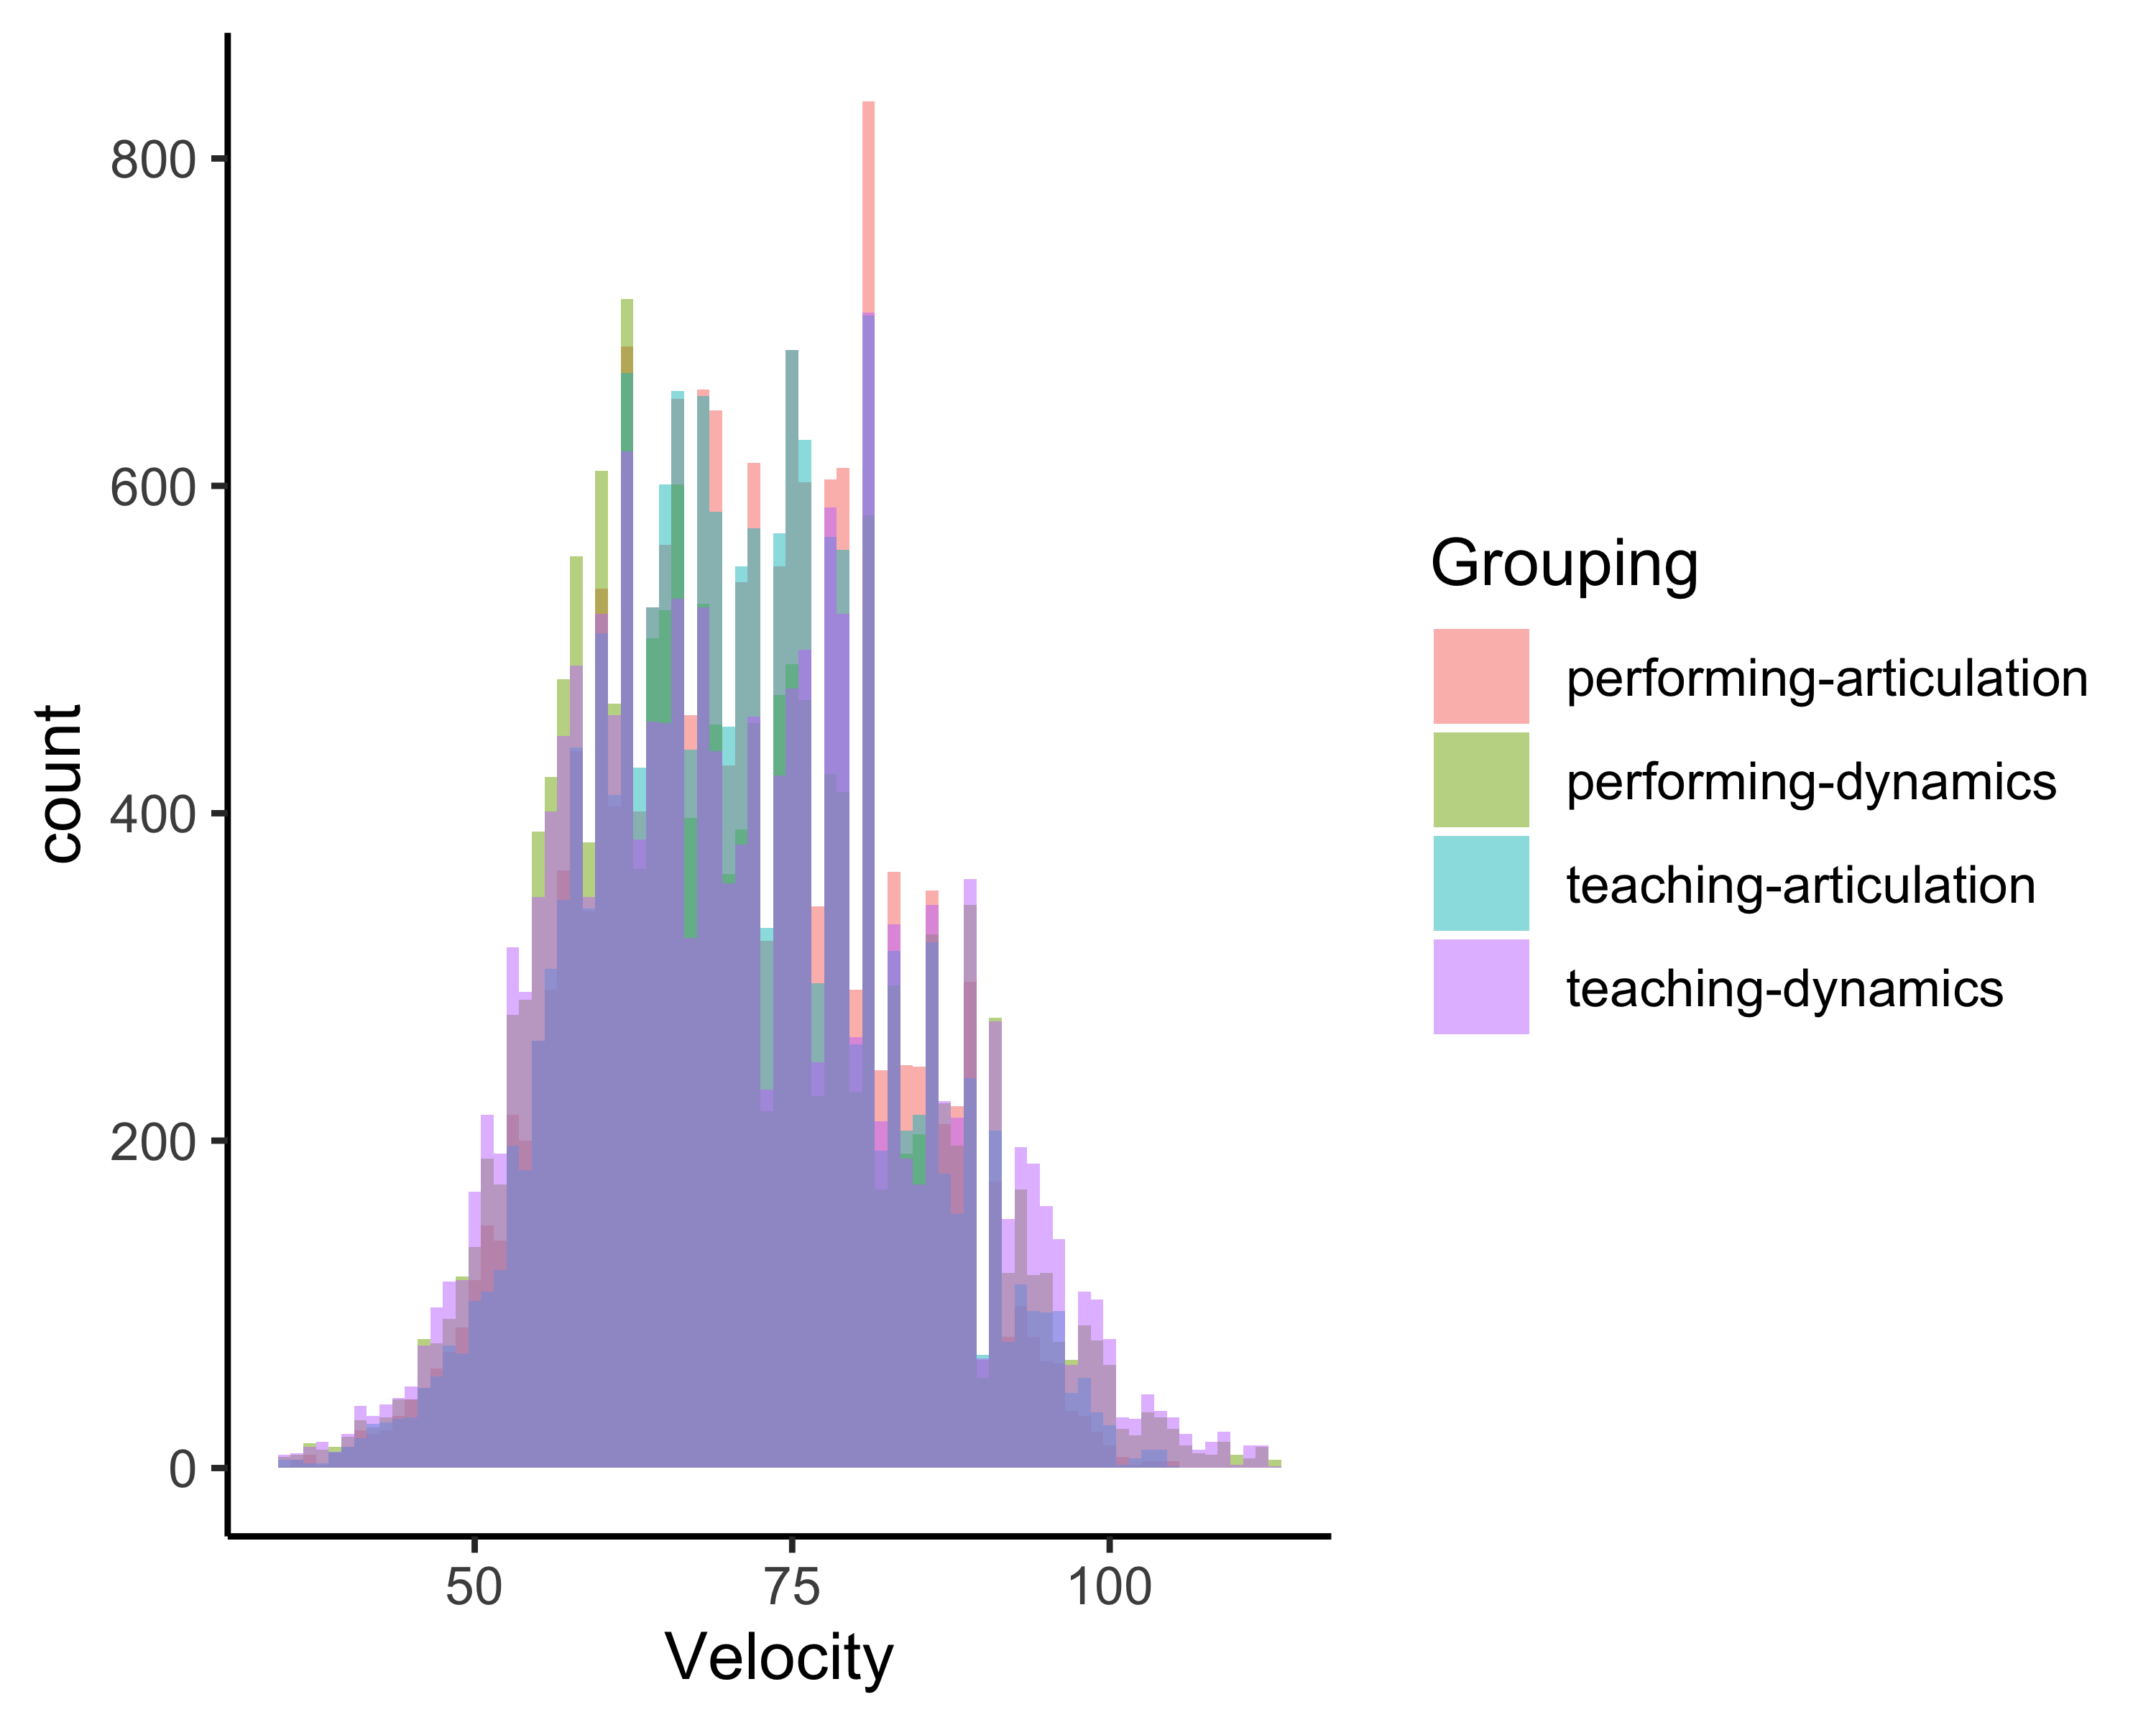 800
600
400
200
0
count
50 75 100
Velocity
Grouping
performing-articulation
performing-dynamics
teaching-articulation
teaching-dynamics